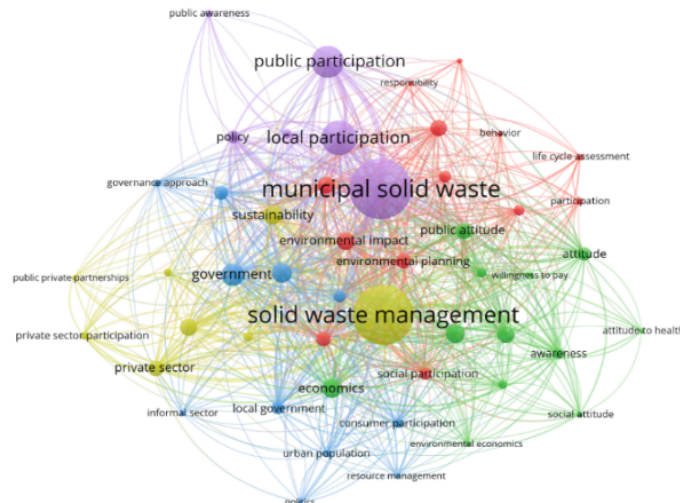 public awareness
public participation
responsibility
policy
local participation
behavior
life cycle assessment
governance approach
municipal solid waste
participation
sustainability
public attitude
environmental impact
attitude
environmental planning
government
willingness to pay
public private partnerships
solid waste management
attitude to health
private sector participation
awareness
private sector
social participation
economics
local government
informal sector
social attitude
consumer participation
environmental economics
urban population
resource management
politics